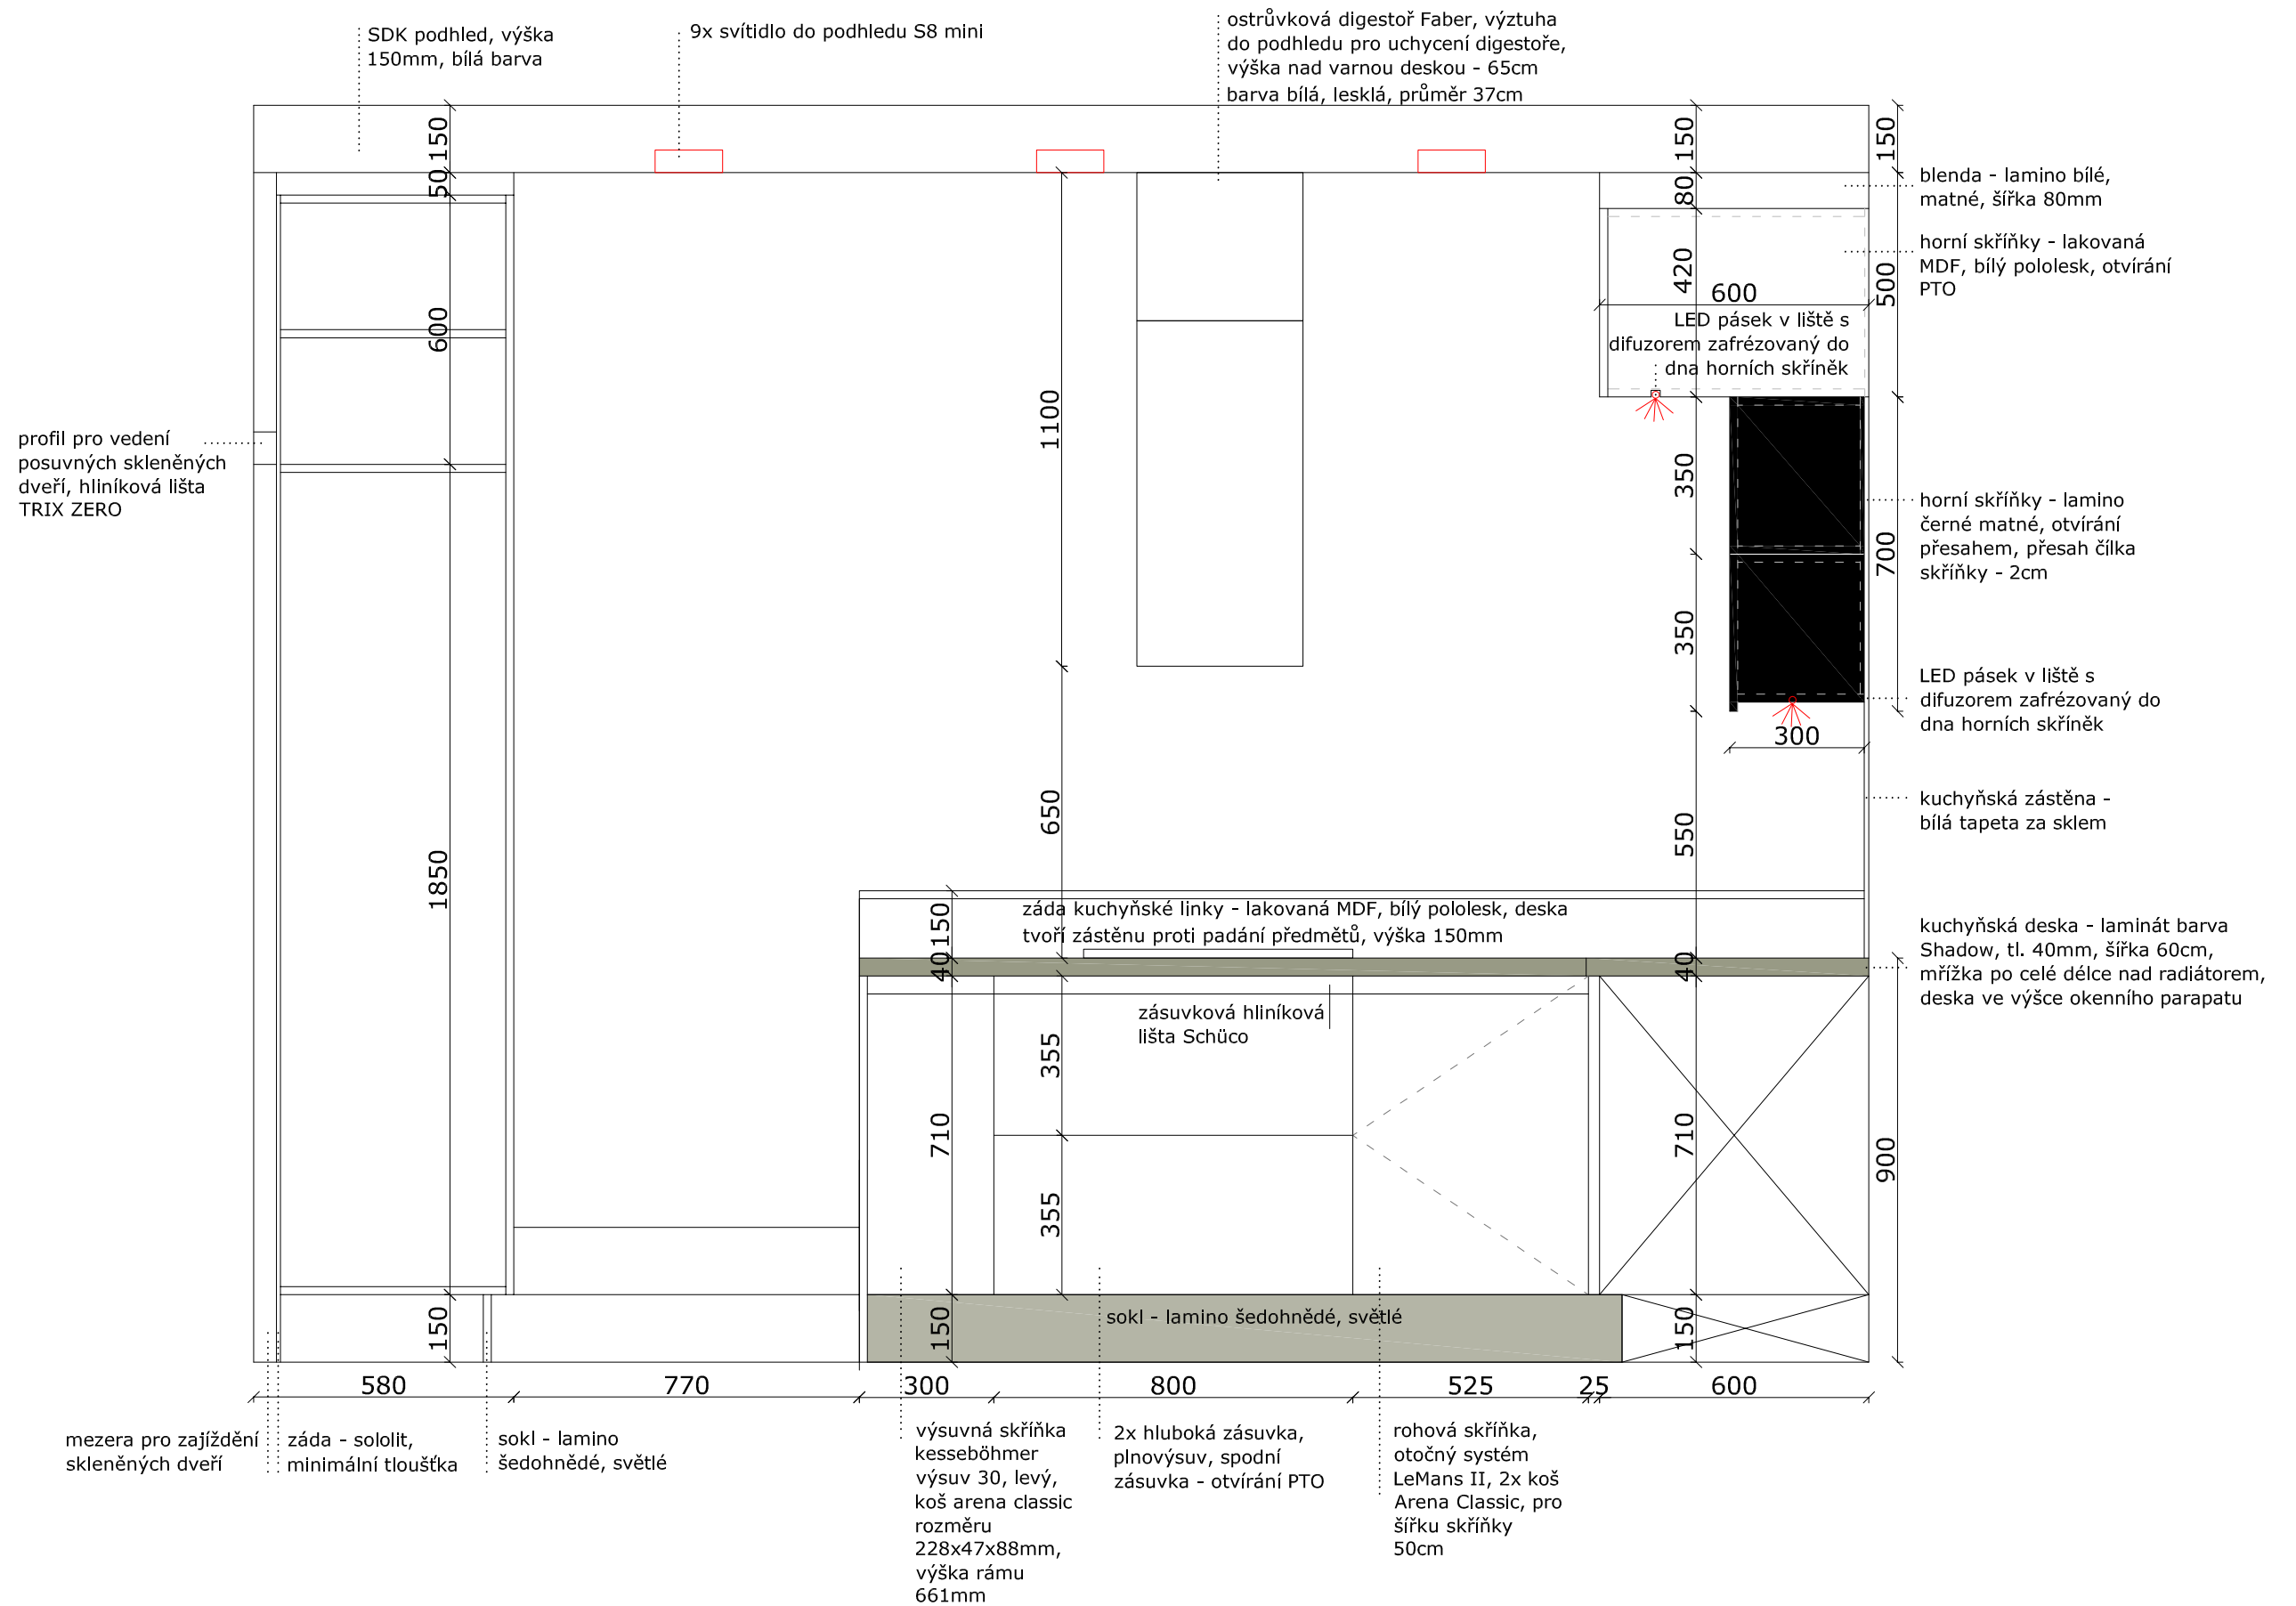 SDK podhled, výška
150mm, bílá barva
9x svítidlo do podhledu S8 mini
ostrůvková digestoř Faber, výztuha
do podhledu pro uchycení digestoře,
výška nad varnou deskou - 65cm
barva bílá, lesklá, průměr 37cm
150
50
600
1850
150
1100
650
150
80
420
600
350
350
550
150
500
700
300
900
blenda - lamino bílé,
matné, šířka 80mm
horní skříňky - lakovaná
MDF, bílý pololesk, otvírání
PTO
LED pásek v liště s
difuzorem zafrézovaný do
dna horních skříněk
profil pro vedení
posuvných skleněných
dveří, hliníková lišta
TRIX ZERO
horní skříňky - lamino
černé matné, otvírání
přesahem, přesah čílka
skříňky - 2cm
LED pásek v liště s
difuzorem zafrézovaný do
dna horních skříněk
kuchyňská zástěna -
bílá tapeta za sklem
záda kuchyňské linky - lakovaná MDF, bílý pololesk, deska
tvoří zástěnu proti padání předmětů, výška 150mm
kuchyňská deska - laminát barva
Shadow, tl. 40mm, šířka 60cm,
mřížka po celé délce nad radiátorem,
deska ve výšce okenního parapatu
zásuvková hliníková
lišta Schüco
150
40
710
150
355
355
40
710
150
sokl - lamino šedohnědé, světlé
580
770
300
800
525
25
600
mezera pro zajíždění
skleněných dveří
záda - sololit,
minimální tloušťka
sokl - lamino
šedohnědé, světlé
výsuvná skříňka
kesseböhmer
výsuv 30, levý,
koš arena classic
rozměru
228x47x88mm,
výška rámu
661mm
2x hluboká zásuvka,
plnovýsuv, spodní
zásuvka - otvírání PTO
rohová skříňka,
otočný systém
LeMans II, 2x koš
Arena Classic, pro
šířku skříňky
50cm